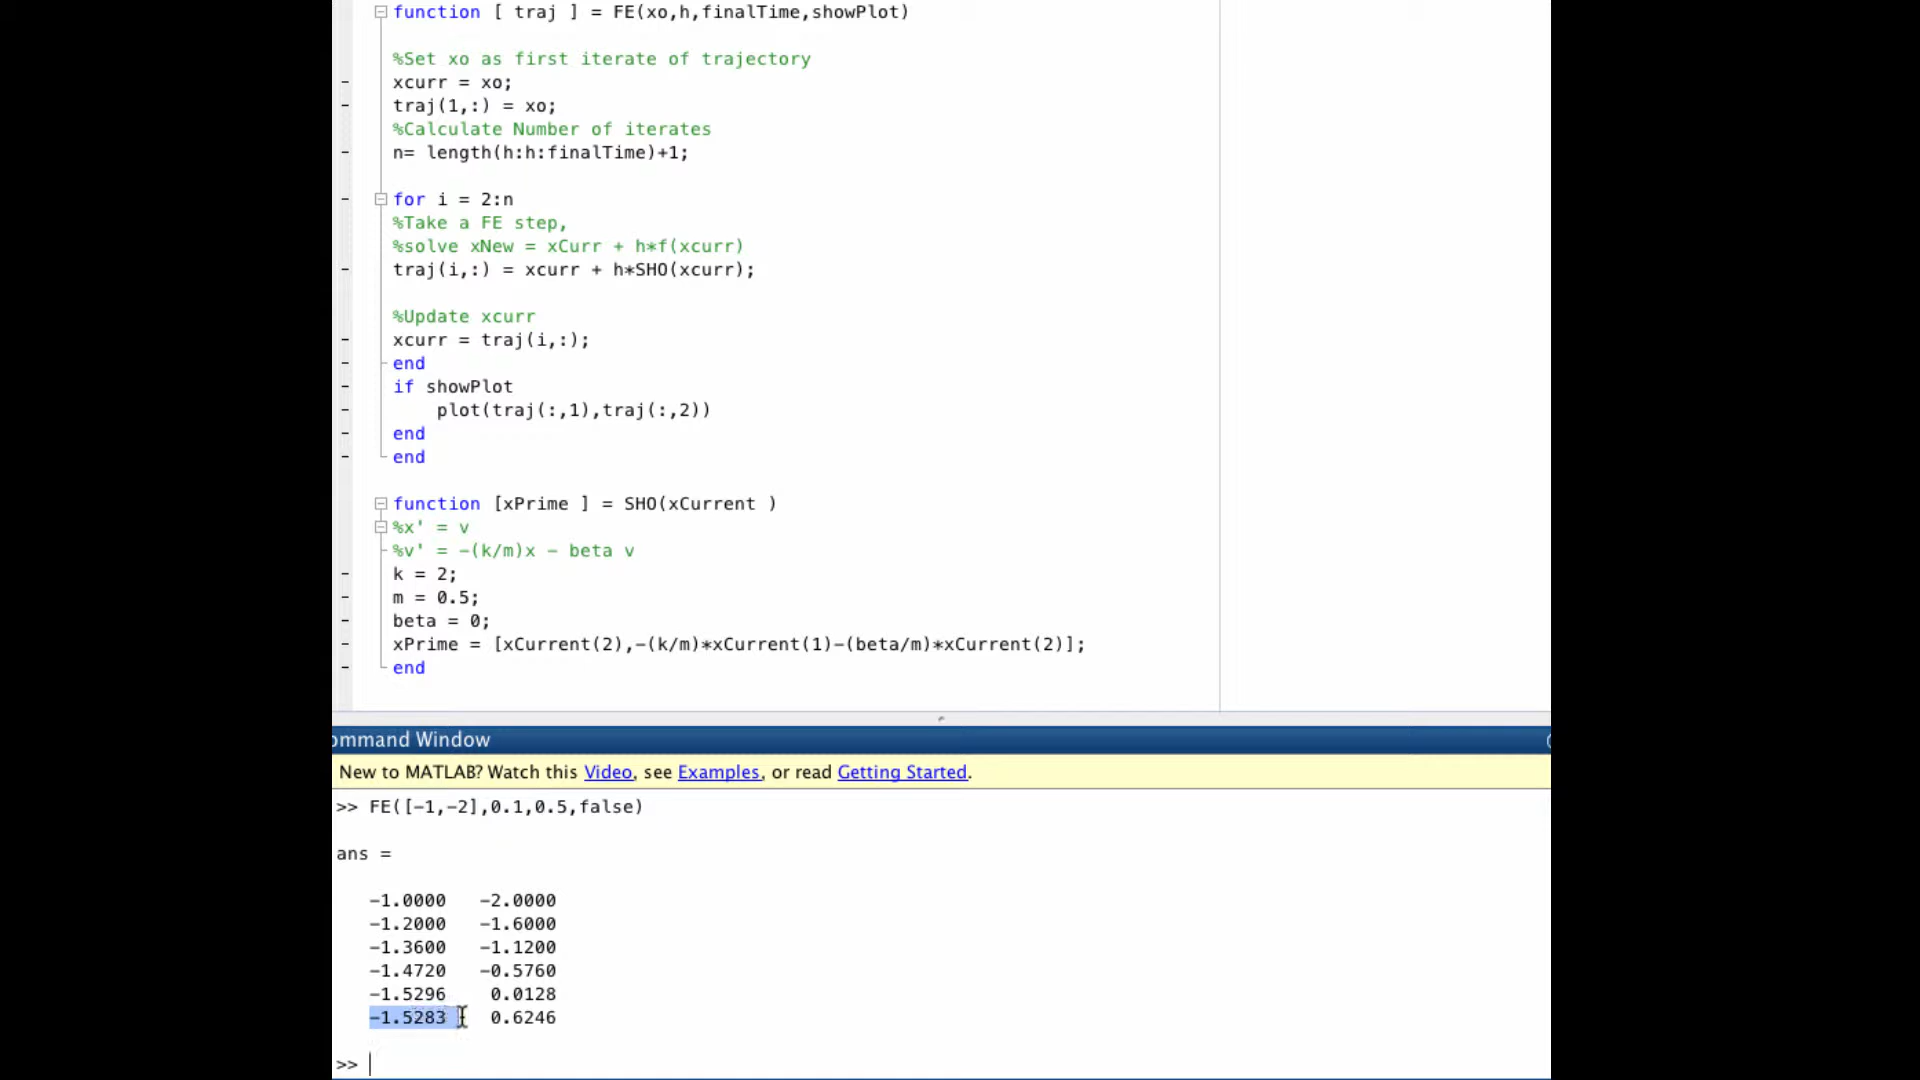 function [ traj ] = FE(xo,h,finalTime,showPlot)
%Set xo as first iterate of trajectory
xcurr = xo;
traj(1,:) = xo;
%Calculate Number of iterates
n= length(h:h:finalTime)+1;
for i = 2:n
%Take a FE step,
%solve xNew = xCurr + h*f(xcurr)
traj(i,:) = xcurr + h*SHO(xcurr);
%Update xcurr
xcurr = traj(i,:);
end
if showPlot
    plot(traj(:,1),traj(:,2))
end
end
function [xPrime ] = SHO(xCurrent )
%x' = v
%v' = -(k/m)x - beta v
k = 2;
m = 0.5;
beta = 0;
xPrime = [xCurrent(2),-(k/m)*xCurrent(1)-(beta/m)*xCurrent(2)];
end
ommand Window
New to MATLAB? Watch this Video, see Examples, or read Getting Started.
>> FE([-1,-2],0.1,0.5,false)
ans =
-1.0000   -2.0000
-1.2000   -1.6000
-1.3600   -1.1200
-1.4720   -0.5760
-1.5296    0.0128
-1.5283    0.6246
>>